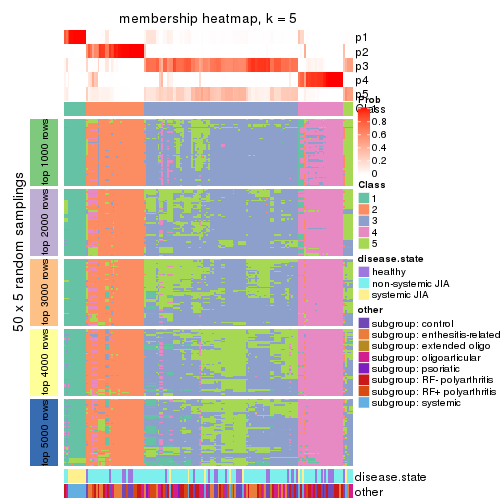 membership heatmap, k = 5
p1
p2
p3
p4
p5
Class
50 x 5 random samplings
top 1000 rows
top 2000 rows
top 3000 rows
top 4000 rows
top 5000 rows
disease.state
other
Prob
1
0.8
0.6
0.4
0.2
0
Class
1
2
3
4
5
disease.state
healthy
non-systemic JIA
systemic JIA
other
subgroup: control
subgroup: enthesitis-related
subgroup: extended oligo
subgroup: oligoarticular
subgroup: psoriatic
subgroup: RF- polyarthritis
subgroup: RF+ polyarthritis
subgroup: systemic